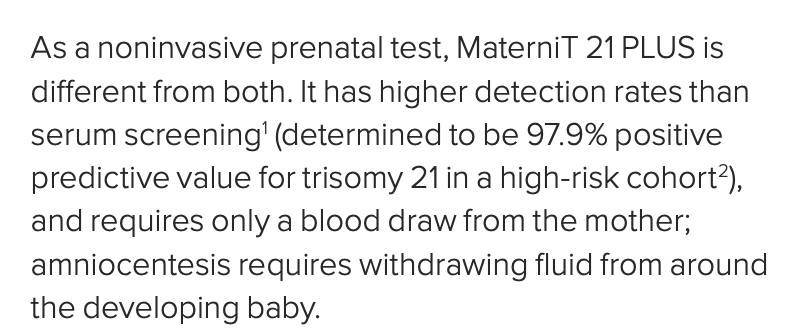 As a noninvasive prenatal test, MaterniT 21 PLUS is
different from both. It has higher detection rates than
serum screening¹ (determined to be 97.9% positive
predictive value for trisomy 21 in a high-risk cohort²),
and requires only a blood draw from the mother;
amniocentesis requires withdrawing fluid from around
the developing baby.